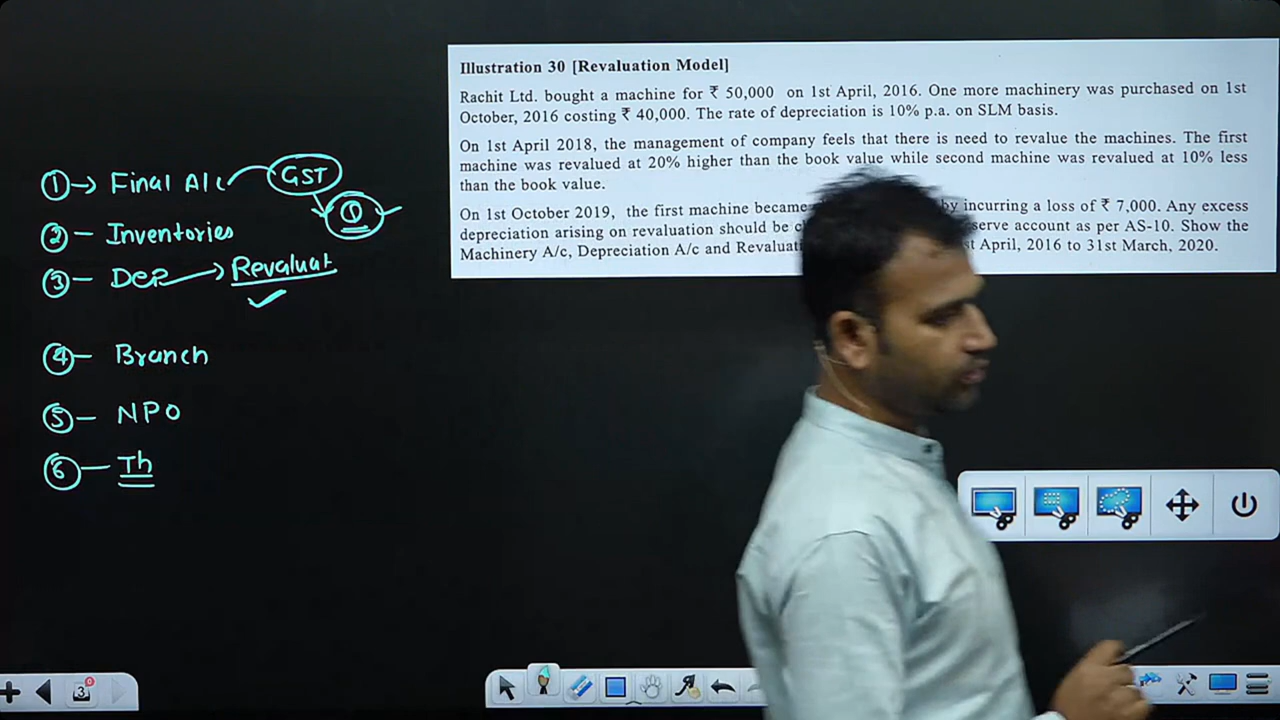 Illustration 30 [Revaluation Model]
Rachit Ltd. bought a machine for ₹ 50,000 on 1st April, 2016. One more machinery was purchased on 1st
October, 2016 costing ₹ 40,000. The rate of depreciation is 10% p.a. on SLM basis.
On 1st April 2018, the management of company feels that there is need to revalue the machines. The first
machine was revalued at 20% higher than the book value while second machine was revalued at 10% less
than the book value.
On 1st October 2019, the first machine became by incurring a loss of ₹ 7,000. Any excess
depreciation arising on revaluation should be reserve account as per AS-10. Show the
Machinery A/c, Depreciation A/c and April, 2016 to 31st March, 2020.
① → Final A/c GST ①
② - Inventories
③ - Dep → Revaluat
④ - Branch
⑤ - NPO
⑥ - Th
3
0